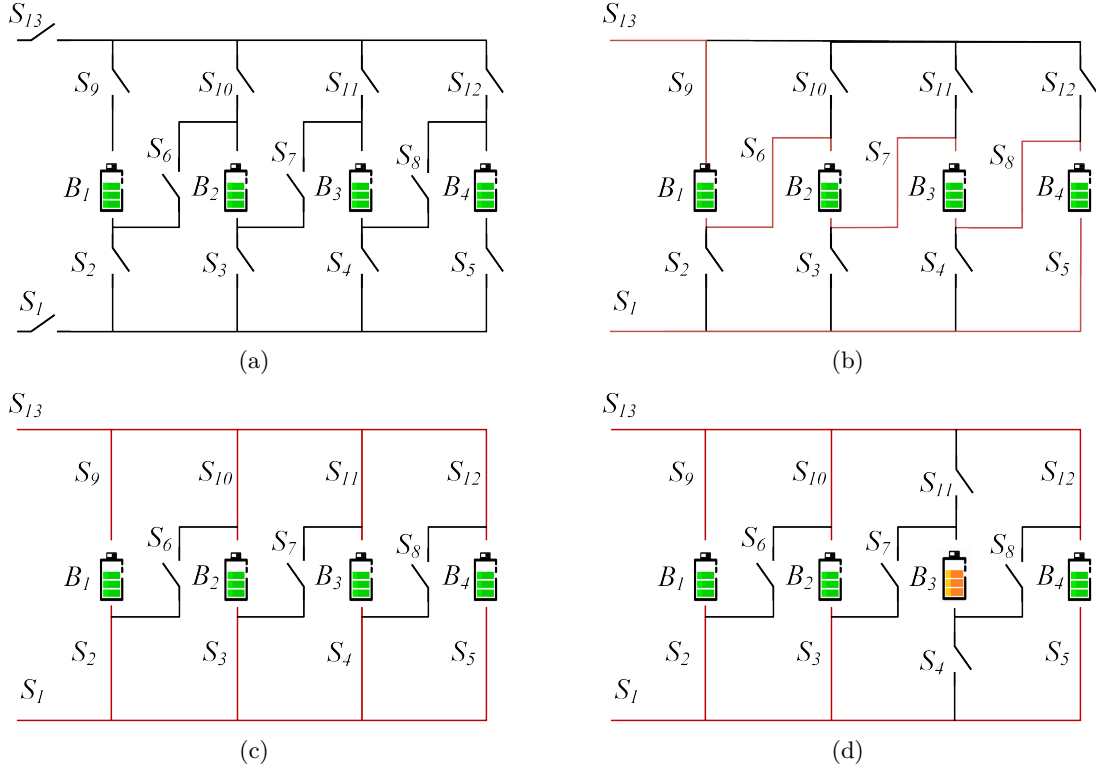 S13
S9 S10 S11 S12
S6 S7 S8
B1 B2 B3 B4
S2 S3 S4 S5
S1
(a)
S13
S9 S10 S11 S12
S6 S7 S8
B1 B2 B3 B4
S2 S3 S4 S5
S1
(b)
S13
S9 S10 S11 S12
S6 S7 S8
B1 B2 B3 B4
S2 S3 S4 S5
S1
(c)
S13
S9 S10 S12
S11
S6 S7 S8
B1 B2 B3 B4
S2 S3 S4 S5
S1
(d)